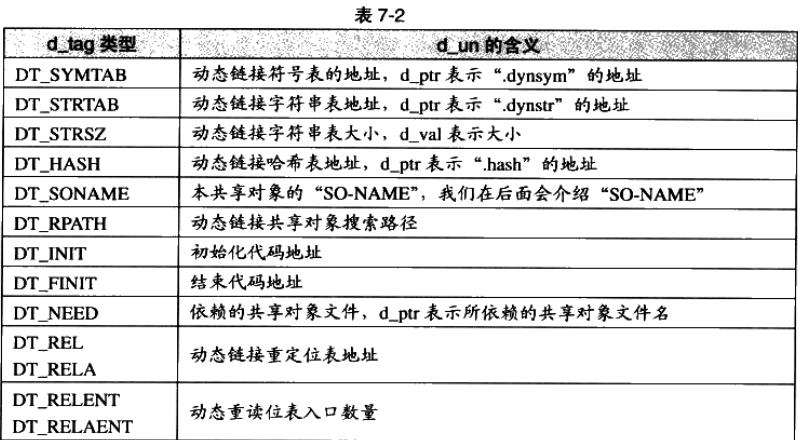 表 7-2
d_tag 类型 d_un 的含义
DT_SYMTAB 动态链接符号表的地址，d_ptr 表示“.dynsym”的地址
DT_STRTAB 动态链接字符串表地址，d_ptr 表示“.dynstr”的地址
DT_STRSZ 动态链接字符串表大小，d_val 表示大小
DT_HASH 动态链接哈希表地址，d_ptr 表示“.hash”的地址
DT_SONAME 本共享对象的“SO-NAME”，我们在后面会介绍“SO-NAME”
DT_RPATH 动态链接共享对象搜索路径
DT_INIT 初始化代码地址
DT_FINIT 结束代码地址
DT_NEED 依赖的共享对象文件，d_ptr 表示所依赖的共享对象文件名
DT_REL
DT_RELA
动态链接重定位表地址
DT_RELENT
DT_RELAENT
动态重读位表入口数量